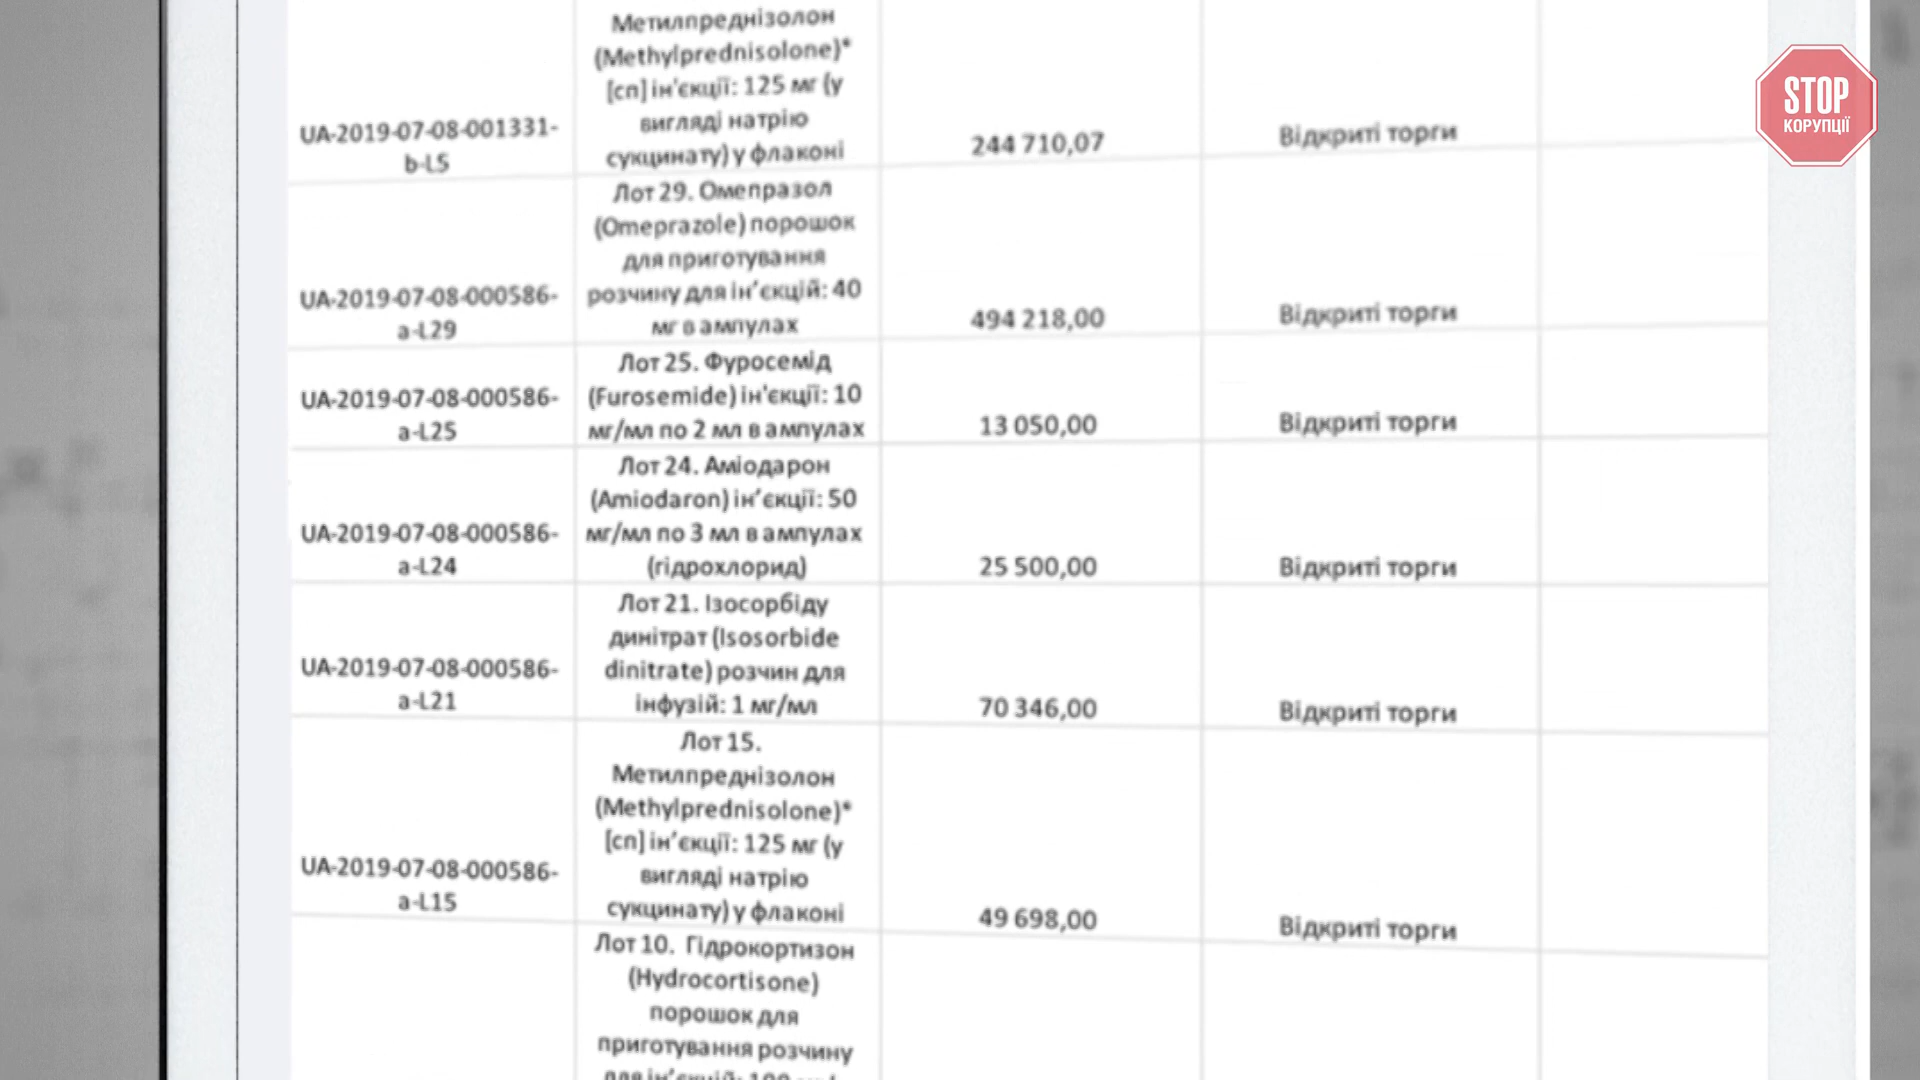 Метилпреднізолон
(Methylprednisolone)*
[сп] ін'єкції: 125 мг (у
вигляді натрію
сукцинату) у флаконі
UA-2019-07-08-001331-
b-L5
244 710,07
Відкриті торги
STOP
КОРУПЦІЇ
Лот 29. Омепразол
(Omeprazole) порошок
для приготування
розчину для ін’єкцій: 40
мг в ампулах
UA-2019-07-08-000586-
a-L29
494 218,00
Відкриті торги
Лот 25. Фуросемід
(Furosemide) ін'єкції: 10
мг/мл по 2 мл в ампулах
UA-2019-07-08-000586-
a-L25
13 050,00
Відкриті торги
Лот 24. Аміодарон
(Amiodaron) ін’єкції: 50
мг/мл по 3 мл в ампулах
(гідрохлорид)
UA-2019-07-08-000586-
a-L24
25 500,00
Відкриті торги
Лот 21. Ізосорбіду
динітрат (Isosorbide
dinitrate) розчин для
інфузій: 1 мг/мл
UA-2019-07-08-000586-
a-L21
70 346,00
Відкриті торги
Лот 15.
Метилпреднізолон
(Methylprednisolone)*
[сп] ін’єкції: 125 мг (у
вигляді натрію
сукцинату) у флаконі
UA-2019-07-08-000586-
a-L15
49 698,00
Відкриті торги
Лот 10. Гідрокортизон
(Hydrocortisone)
порошок для
приготування розчину
для ін’єкцій: 100